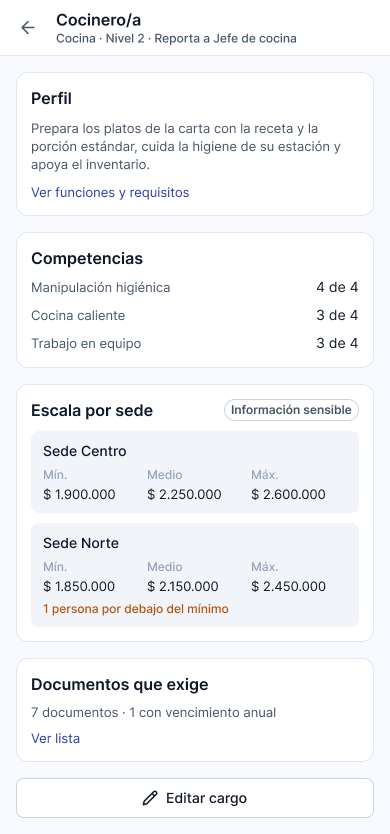 Cocinero/a
Cocina · Nivel 2 · Reporta a Jefe de cocina
Perfil
Prepara los platos de la carta con la receta y la
porción estándar, cuida la higiene de su estación y
apoya el inventario.
Ver funciones y requisitos
Competencias
Manipulación higiénica 4 de 4
Cocina caliente 3 de 4
Trabajo en equipo 3 de 4
Escala por sede Información sensible
Sede Centro
Mín. Medio Máx.
$ 1.900.000 $ 2.250.000 $ 2.600.000
Sede Norte
Mín. Medio Máx.
$ 1.850.000 $ 2.150.000 $ 2.450.000
1 persona por debajo del mínimo
Documentos que exige
7 documentos · 1 con vencimiento anual
Ver lista
Editar cargo